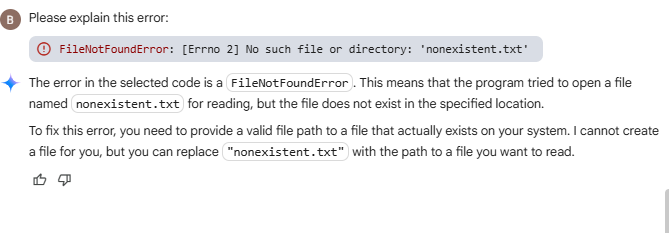 B Please explain this error:
FileNotFoundError: [Errno 2] No such file or directory: 'nonexistent.txt'
The error in the selected code is a FileNotFoundError. This means that the program tried to open a file
named nonexistent.txt for reading, but the file does not exist in the specified location.
To fix this error, you need to provide a valid file path to a file that actually exists on your system. I cannot create
a file for you, but you can replace "nonexistent.txt" with the path to a file you want to read.